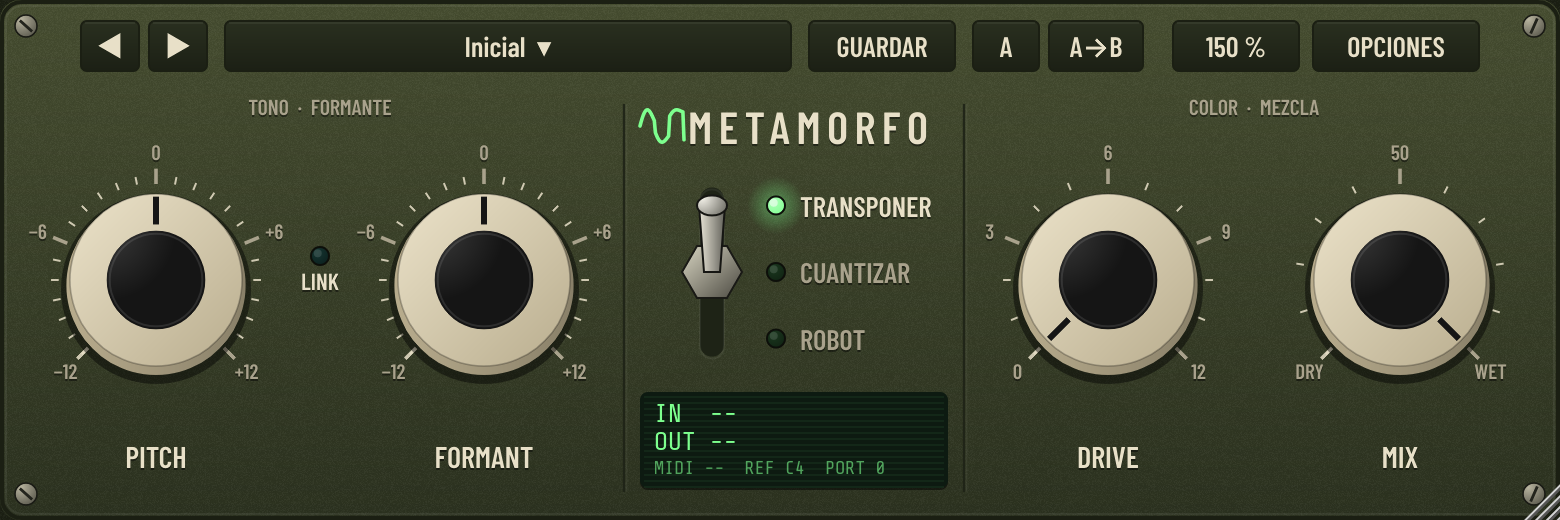 ◀ ▶ Inicial ▼ GUARDAR A A→B 150 % OPCIONES
TONO · FORMANTE
0
−6
+6
−12
+12
PITCH
LINK
0
−6
+6
−12
+12
FORMANT
METAMORFO
TRANSPONER
CUANTIZAR
ROBOT
IN --
OUT --
MIDI -- REF C4 PORT 0
COLOR · MEZCLA
6
3
9
0
12
DRIVE
50
DRY
WET
MIX